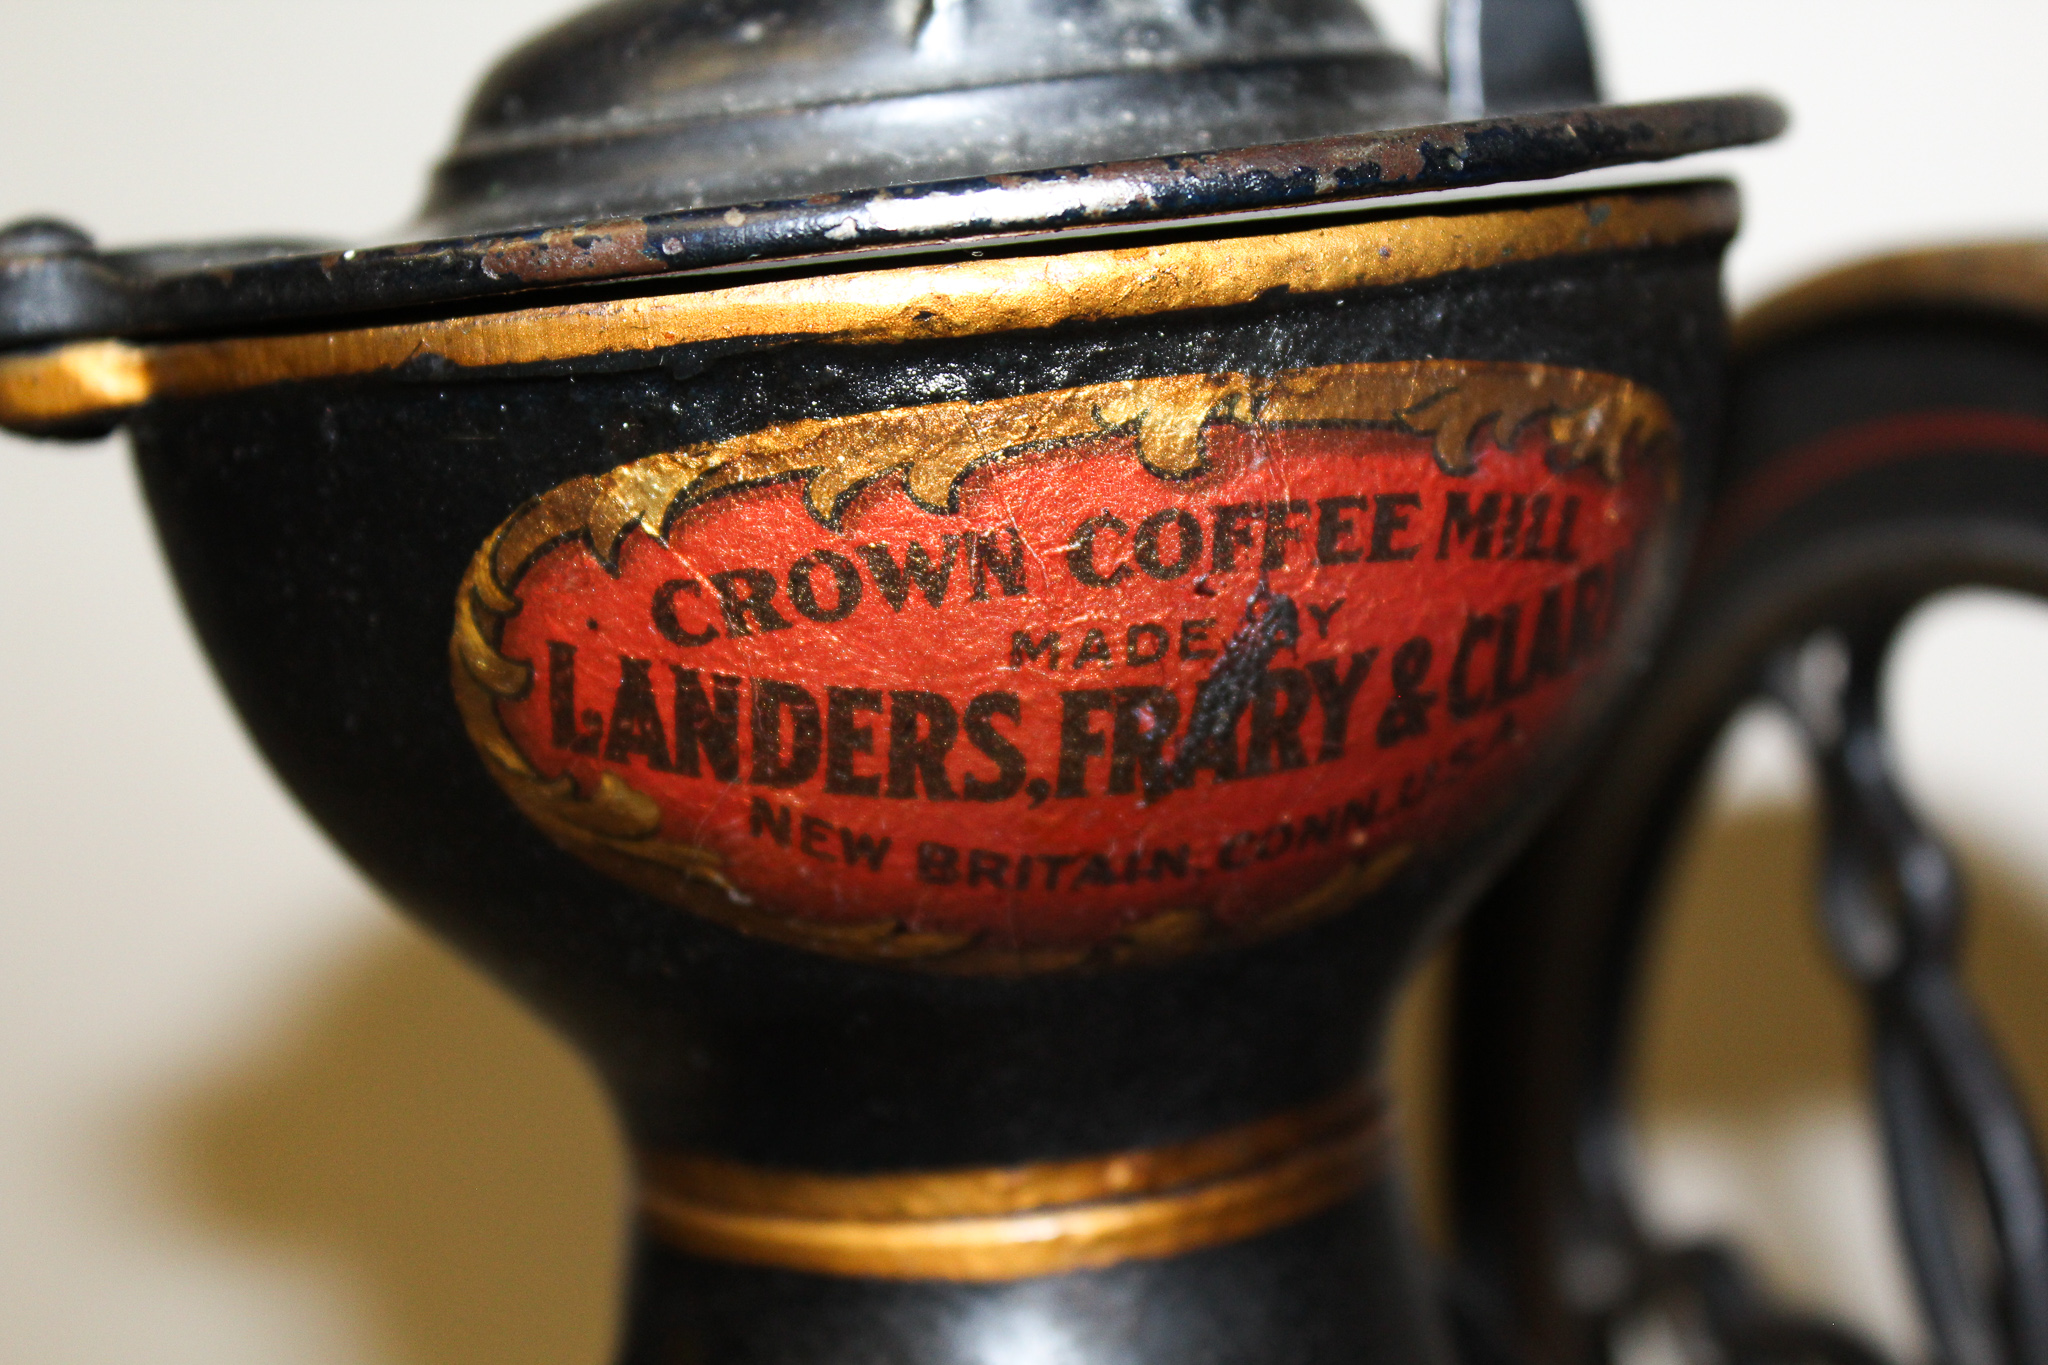 CROWN COFFEE MILL
MADE BY
LANDERS, FRARY & CLARK
NEW BRITAIN, CONN. U.S.A.